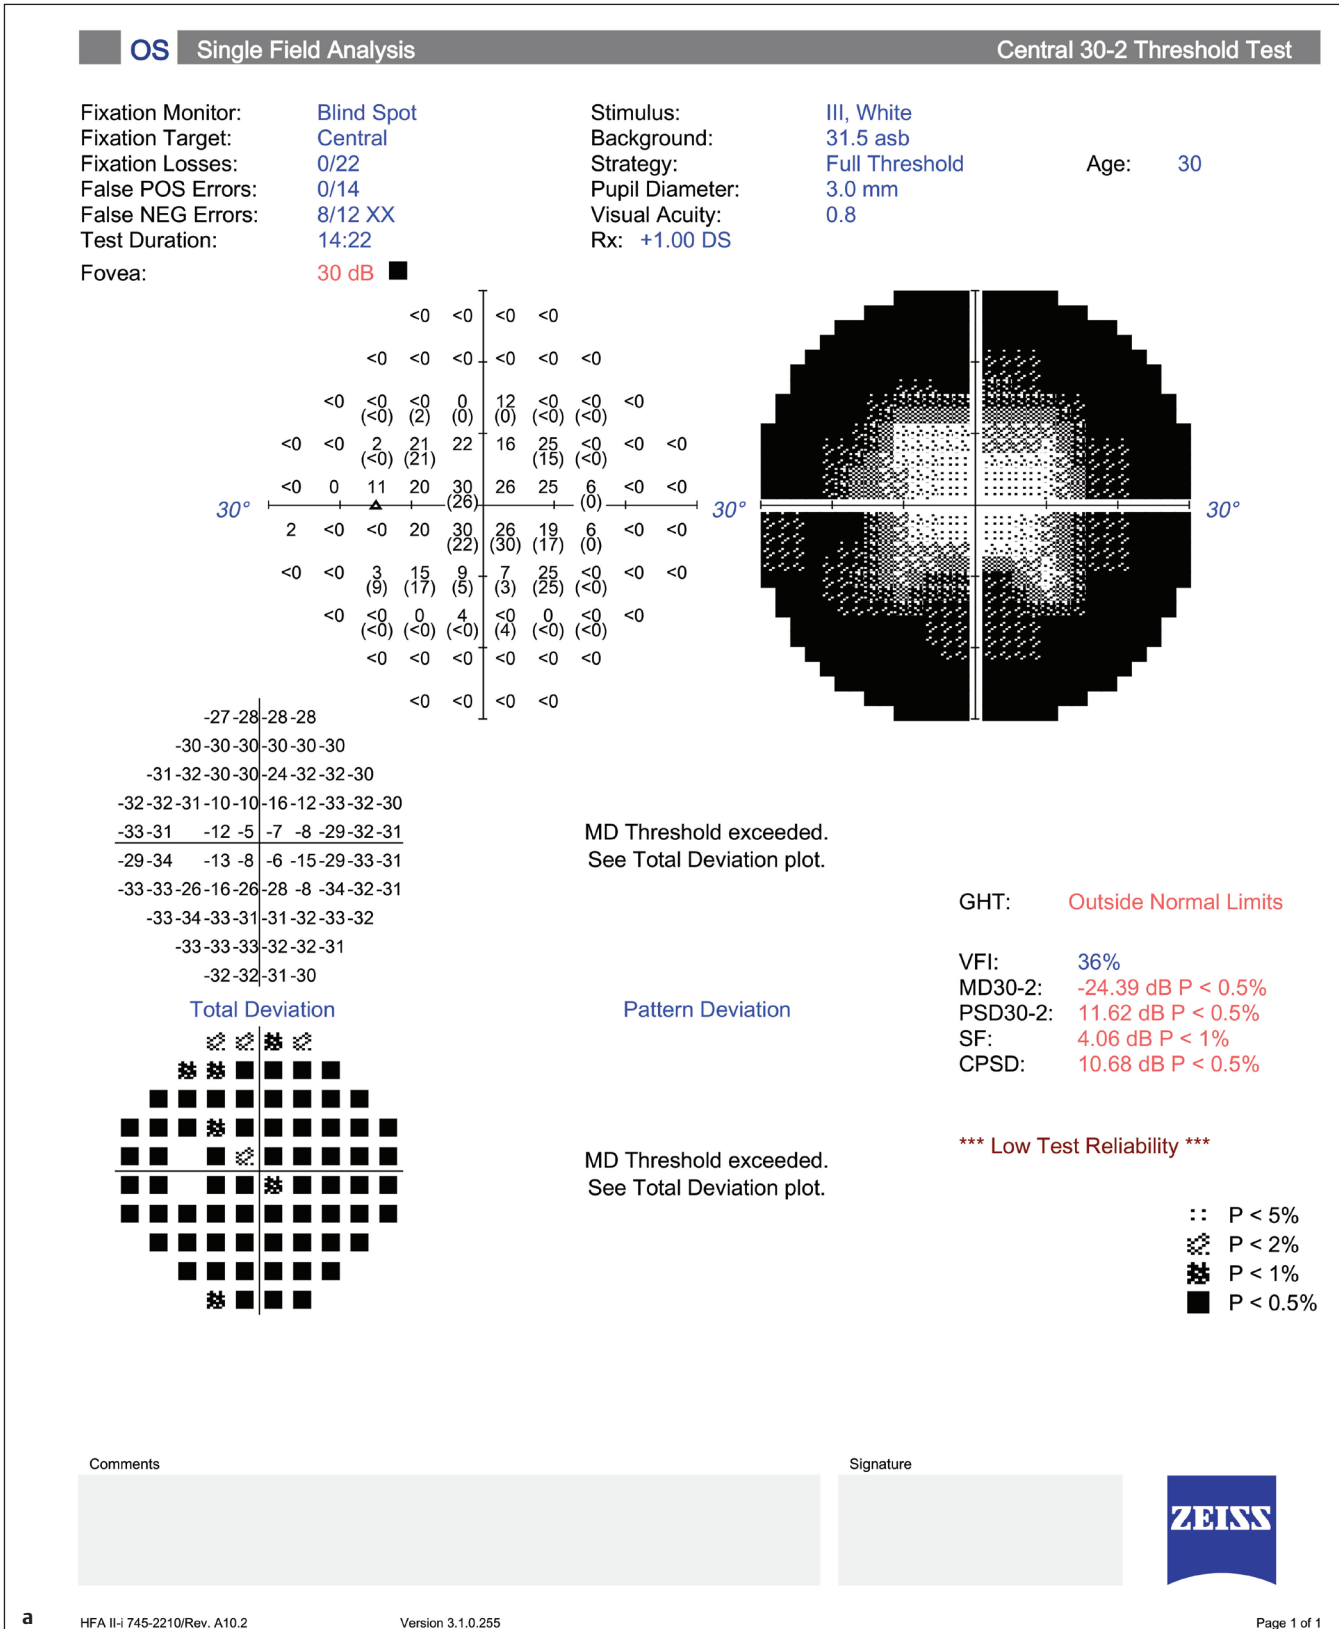 OS Single Field Analysis Central 30-2 Threshold Test
Fixation Monitor: Blind Spot Stimulus: III, White
Fixation Target: Central Background: 31.5 asb
Fixation Losses: 0/22 Strategy: Full Threshold Age: 30
False POS Errors: 0/14 Pupil Diameter: 3.0 mm
False NEG Errors: 8/12 XX Visual Acuity: 0.8
Test Duration: 14:22 Rx: +1.00 DS
Fovea: 30 dB
<0 <0 <0 <0
<0 <0 <0 <0 <0 <0
<0 <0 <0 0 12 <0 <0 <0
(<0) (2) (0) (0) (<0) (<0)
<0 <0 2 21 22 16 25 <0 <0 <0
(<0) (21) (15) (<0)
<0 0 11 20 30 26 25 6 <0 <0
(26) (0)
30° 30° 30°
2 <0 <0 20 30 26 19 6 <0 <0
(22) (30) (17) (0)
<0 <0 3 15 9 7 25 <0 <0 <0
(9) (17) (5) (3) (25) (<0)
<0 <0 0 4 <0 0 <0 <0
(<0) (<0) (<0) (4) (<0) (<0)
<0 <0 <0 <0 <0 <0
<0 <0 <0 <0
-27 -28 -28 -28
-30 -30 -30 -30 -30 -30
-31 -32 -30 -30 -24 -32 -32 -30
-32 -32 -31 -10 -10 -16 -12 -33 -32 -30
-33 -31 -12 -5 -7 -8 -29 -32 -31
-29 -34 -13 -8 -6 -15 -29 -33 -31
-33 -33 -26 -16 -26 -28 -8 -34 -32 -31
-33 -34 -33 -31 -31 -32 -33 -32
-33 -33 -33 -32 -32 -31
-32 -32 -31 -30
Total Deviation
MD Threshold exceeded.
See Total Deviation plot.
Pattern Deviation
MD Threshold exceeded.
See Total Deviation plot.
GHT: Outside Normal Limits
VFI: 36%
MD30-2: -24.39 dB P < 0.5%
PSD30-2: 11.62 dB P < 0.5%
SF: 4.06 dB P < 1%
CPSD: 10.68 dB P < 0.5%
*** Low Test Reliability ***
P < 5%
P < 2%
P < 1%
P < 0.5%
Comments
Signature
ZEISS
a HFA II-i 745-2210/Rev. A10.2 Version 3.1.0.255 Page 1 of 1